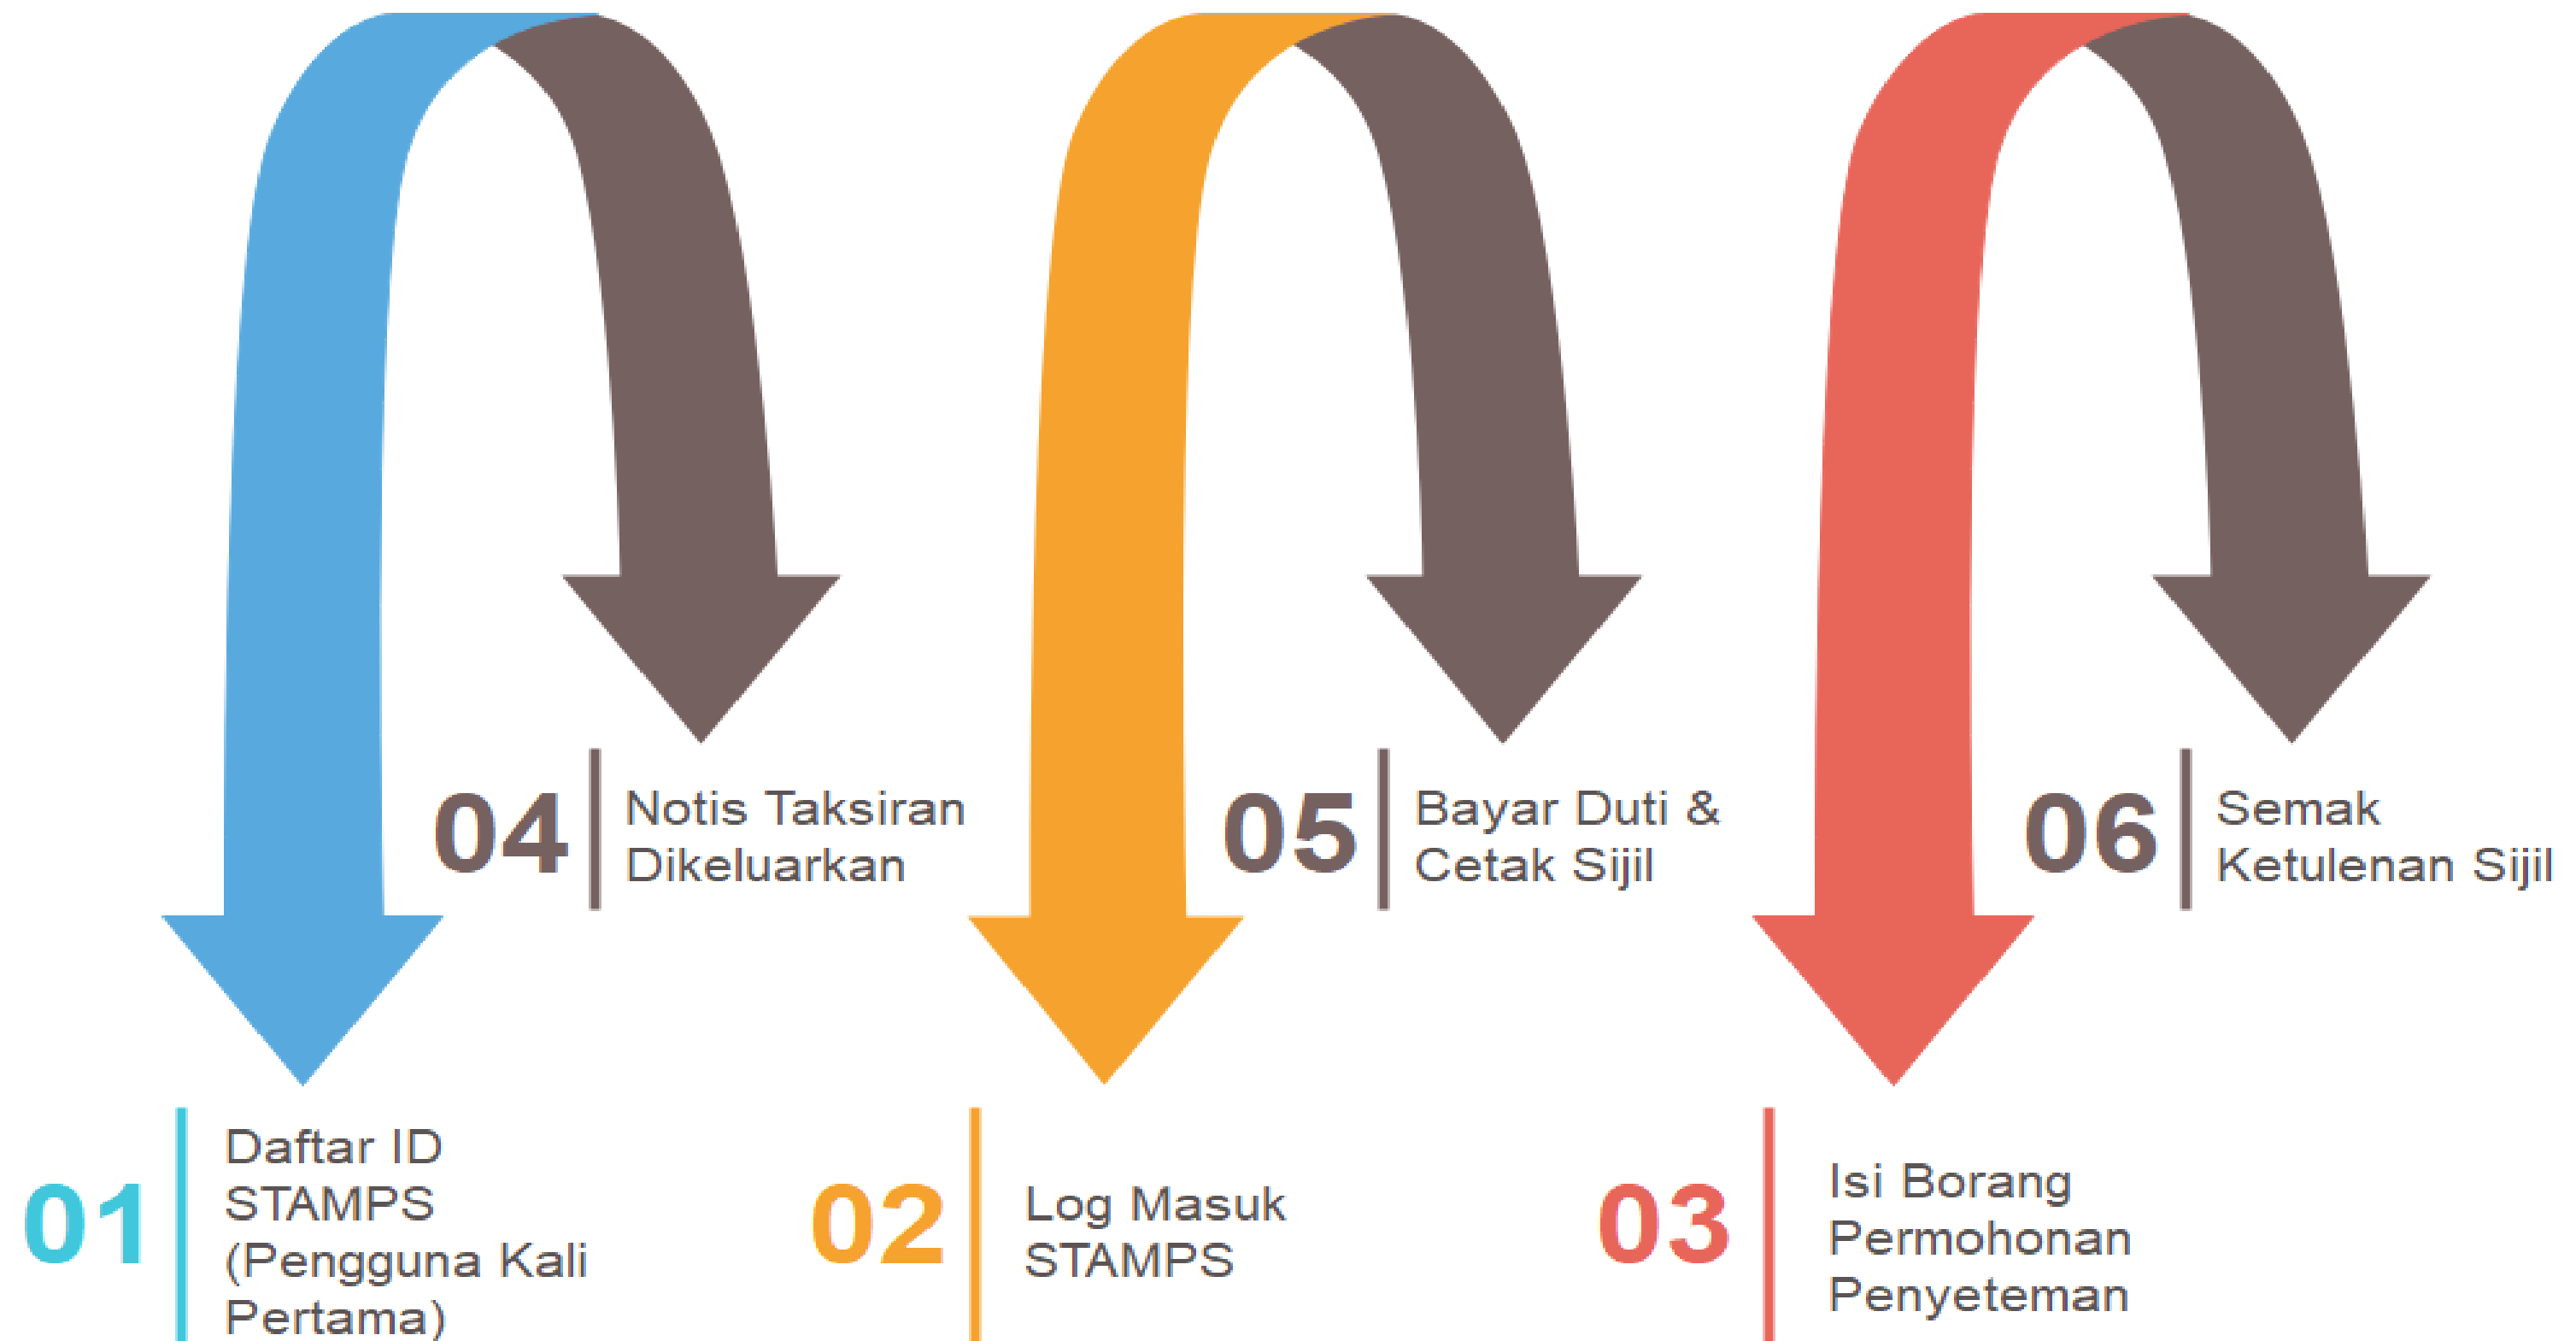 04
Notis Taksiran
Dikeluarkan
05
Bayar Duti &
Cetak Sijil
06
Semak
Ketulenan Sijil
01
Daftar ID
STAMPS
(Pengguna Kali
Pertama)
02
Log Masuk
STAMPS
03
Isi Borang
Permohonan
Penyeteman